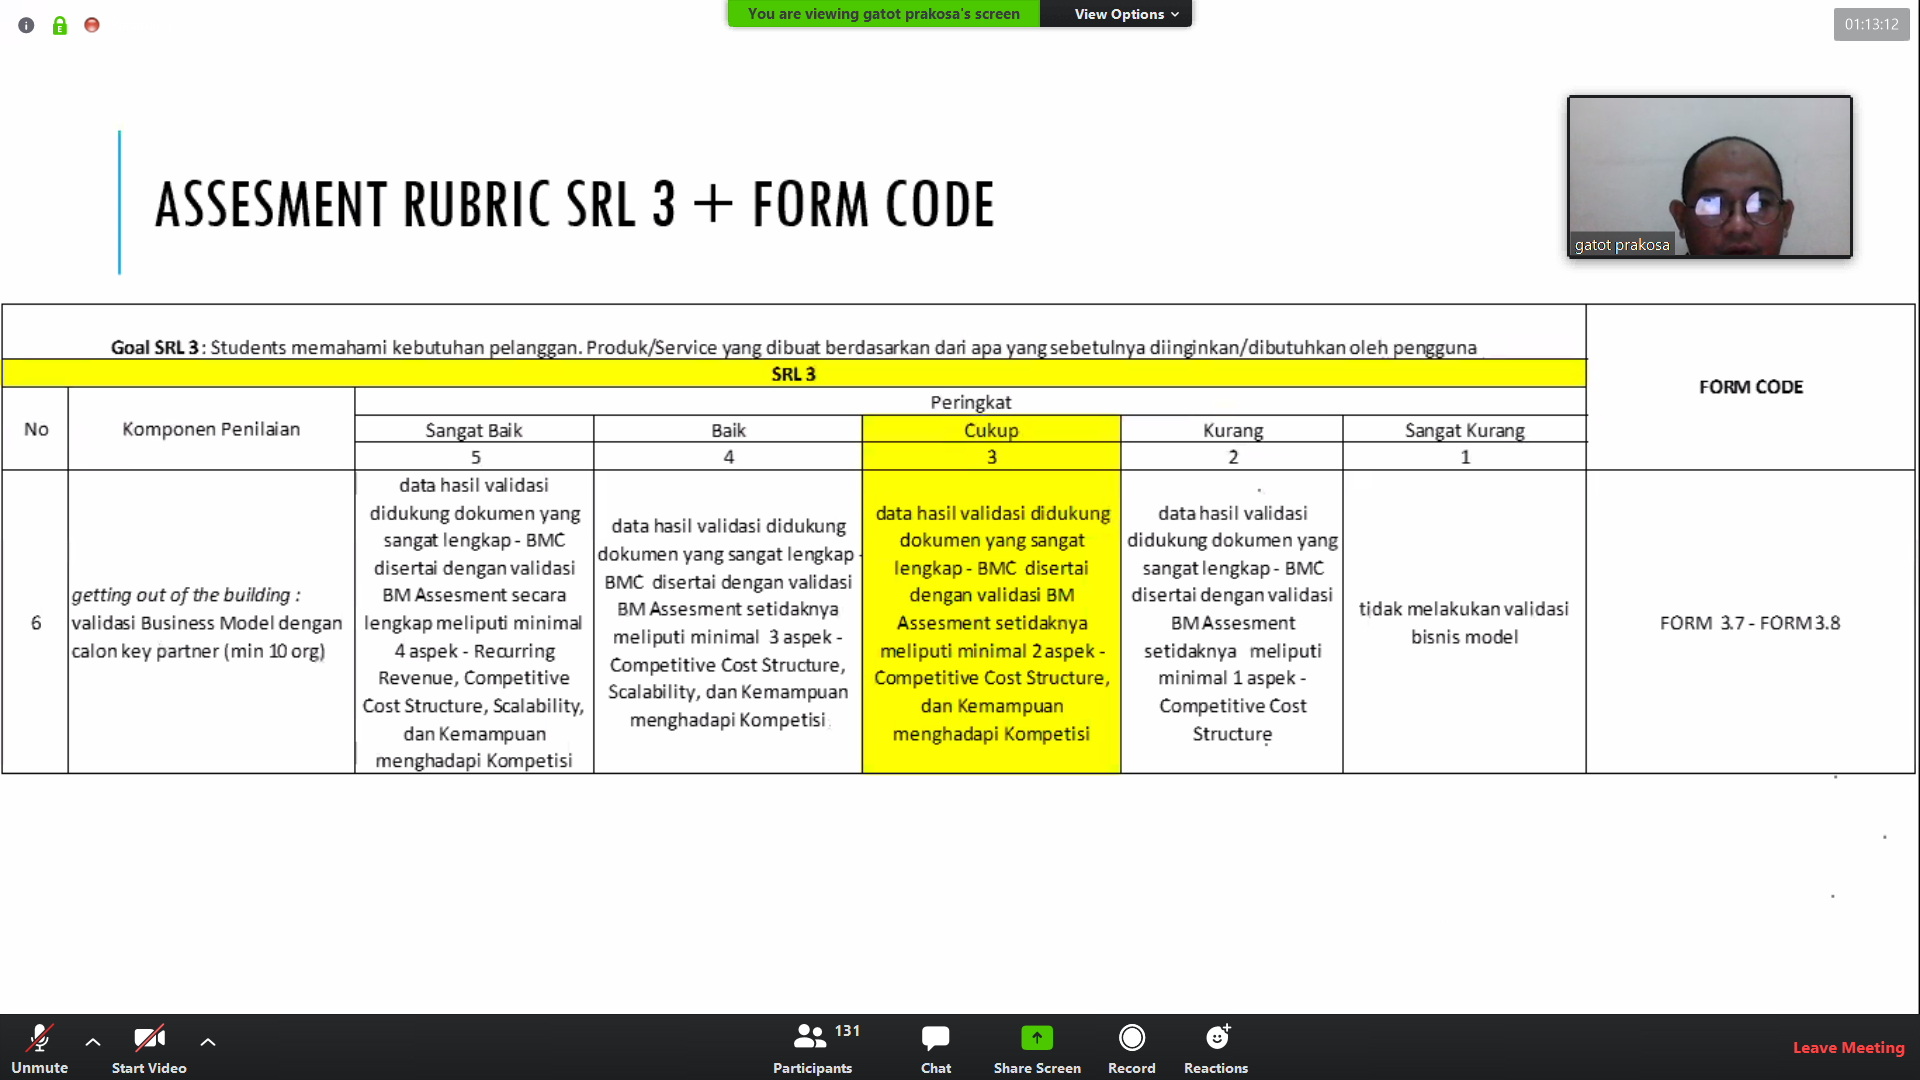 You are viewing gatot prakosa's screen
View Options
01:13:12
ASSESMENT RUBRIC SRL 3 + FORM CODE
gatot prakosa
Goal SRL 3 : Students memahami kebutuhan pelanggan. Produk/Service yang dibuat berdasarkan dari apa yang sebetulnya diinginkan/dibutuhkan oleh pengguna
SRL 3
FORM CODE
No
Komponen Penilaian
Peringkat
Sangat Baik
Baik
Cukup
Kurang
Sangat Kurang
5
4
3
2
1
6
getting out of the building :
validasi Business Model dengan
calon key partner (min 10 org)
data hasil validasi
didukung dokumen yang
sangat lengkap - BMC
disertai dengan validasi
BM Assesment secara
lengkap meliputi minimal
4 aspek - Recurring
Revenue, Competitive
Cost Structure, Scalability,
dan Kemampuan
menghadapi Kompetisi
data hasil validasi didukung
dokumen yang sangat lengkap -
BMC disertai dengan validasi
BM Assesment setidaknya
meliputi minimal 3 aspek -
Competitive Cost Structure,
Scalability, dan Kemampuan
menghadapi Kompetisi
data hasil validasi didukung
dokumen yang sangat
lengkap - BMC disertai
dengan validasi BM
Assesment setidaknya
meliputi minimal 2 aspek -
Competitive Cost Structure,
dan Kemampuan
menghadapi Kompetisi
data hasil validasi
didukung dokumen yang
sangat lengkap - BMC
disertai dengan validasi
BM Assesment
setidaknya meliputi
minimal 1 aspek -
Competitive Cost
Structure
tidak melakukan validasi
bisnis model
FORM 3.7 - FORM 3.8
Unmute
Start Video
Participants
131
Chat
Share Screen
Record
Reactions
Leave Meeting